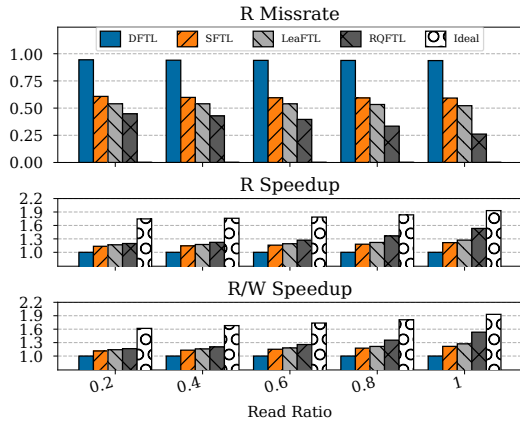 R Missrate
DFTL SFTL LeaFTL RQFTL Ideal
1.00
0.75
0.50
0.25
0.00
R Speedup
2.2
1.9
1.6
1.3
1.0
R/W Speedup
2.2
1.9
1.6
1.3
1.0
0.2 0.4 0.6 0.8 1
Read Ratio